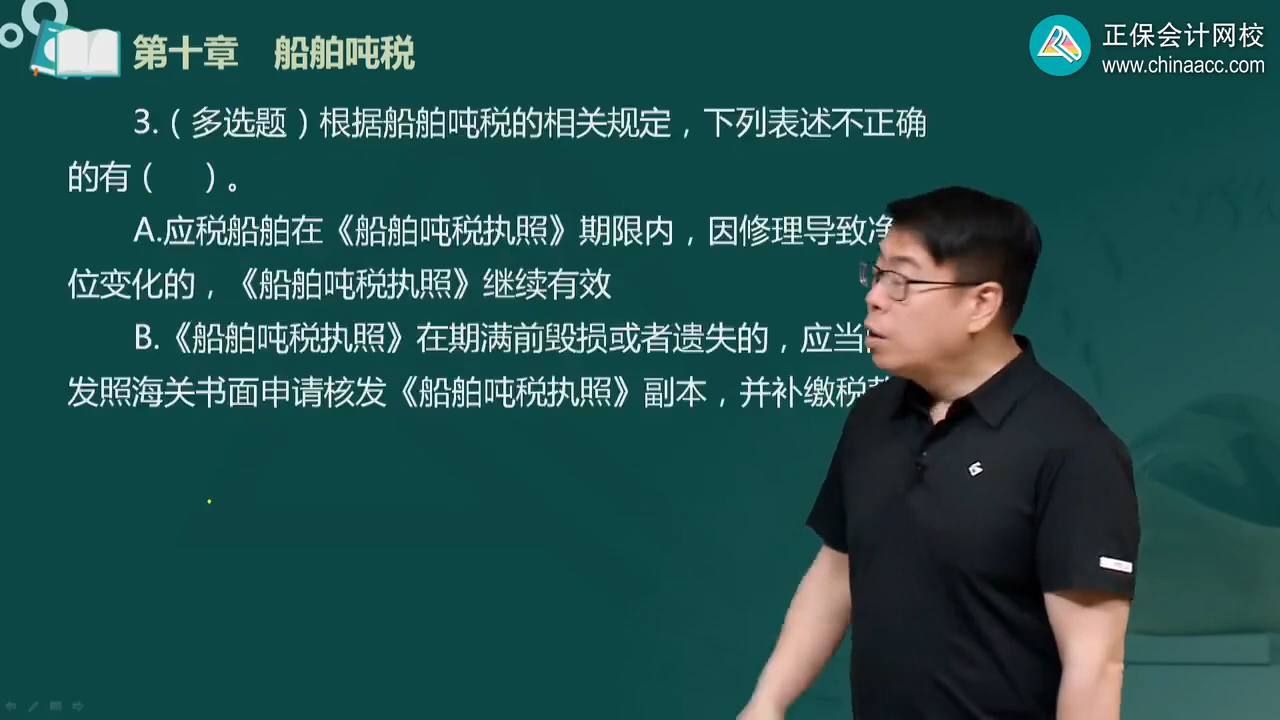 第十章 船舶吨税
正保会计网校
www.chinaacc.com
3.(多选题)根据船舶吨税的相关规定，下列表述不正确
的有( )。
A.应税船舶在《船舶吨税执照》期限内，因修理导致净
位变化的，《船舶吨税执照》继续有效
B.《船舶吨税执照》在期满前毁损或者遗失的，应当
发照海关书面申请核发《船舶吨税执照》副本，并补缴税